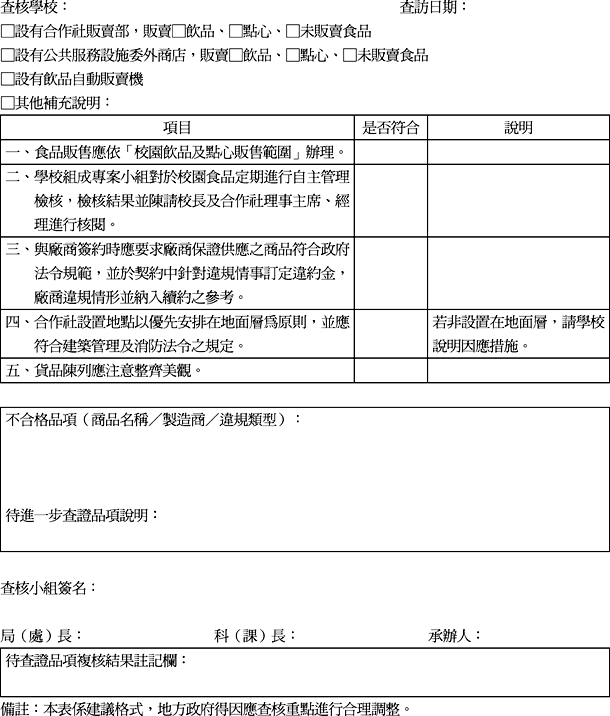 查核學校： 查訪日期：
□設有合作社販賣部，販賣□飲品、□點心、□未販賣食品
□設有公共服務設施委外商店，販賣□飲品、□點心、□未販賣食品
□設有飲品自動販賣機
□其他補充說明：
項目 是否符合 說明
一、食品販售應依「校園飲品及點心販售範圍」辦理。
二、學校組成專案小組對於校園食品定期進行自主管理
檢核，檢核結果並陳請校長及合作社理事主席、經
理進行核閱。
三、與廠商簽約時應要求廠商保證供應之商品符合政府
法令規範，並於契約中針對違規情事訂定違約金，
廠商違規情形並納入續約之參考。
四、合作社設置地點以優先安排在地面層為原則，並應
符合建築管理及消防法令之規定。
若非設置在地面層，請學校
說明因應措施。
五、貨品陳列應注意整齊美觀。
不合格品項（商品名稱／製造商／違規類型）：
待進一步查證品項說明：
查核小組簽名：
局（處）長： 科（課）長： 承辦人：
待查證品項複核結果註記欄：
備註：本表係建議格式，地方政府得因應查核重點進行合理調整。